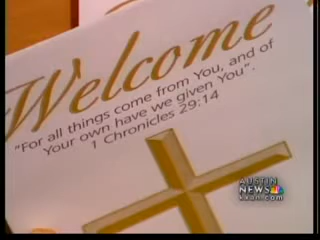 Welcome
"For all things come from You, and of
Your own have we given You".
1 Chronicles 29:14
AUSTIN
NEWS
kxan.com